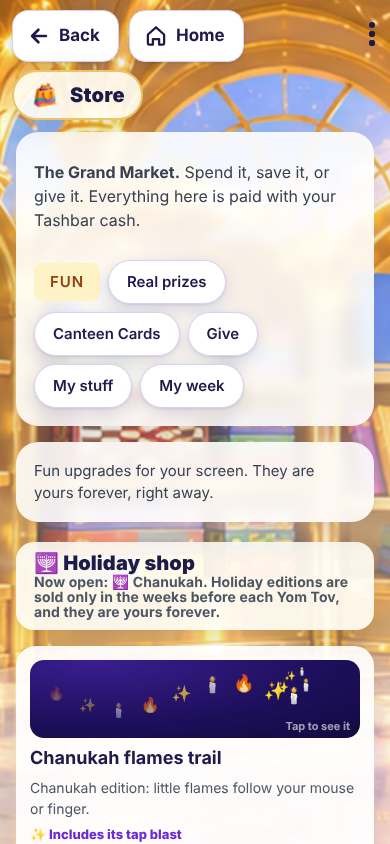 Back
Home
Store
The Grand Market. Spend it, save it, or
give it. Everything here is paid with your
Tashbar cash.
FUN
Real prizes
Canteen Cards
Give
My stuff
My week
Fun upgrades for your screen. They are
yours forever, right away.
🕎 Holiday shop
Now open: 🕎 Chanukah. Holiday editions are
sold only in the weeks before each Yom Tov,
and they are yours forever.
Tap to see it
Chanukah flames trail
Chanukah edition: little flames follow your mouse
or finger.
✨ Includes its tap blast